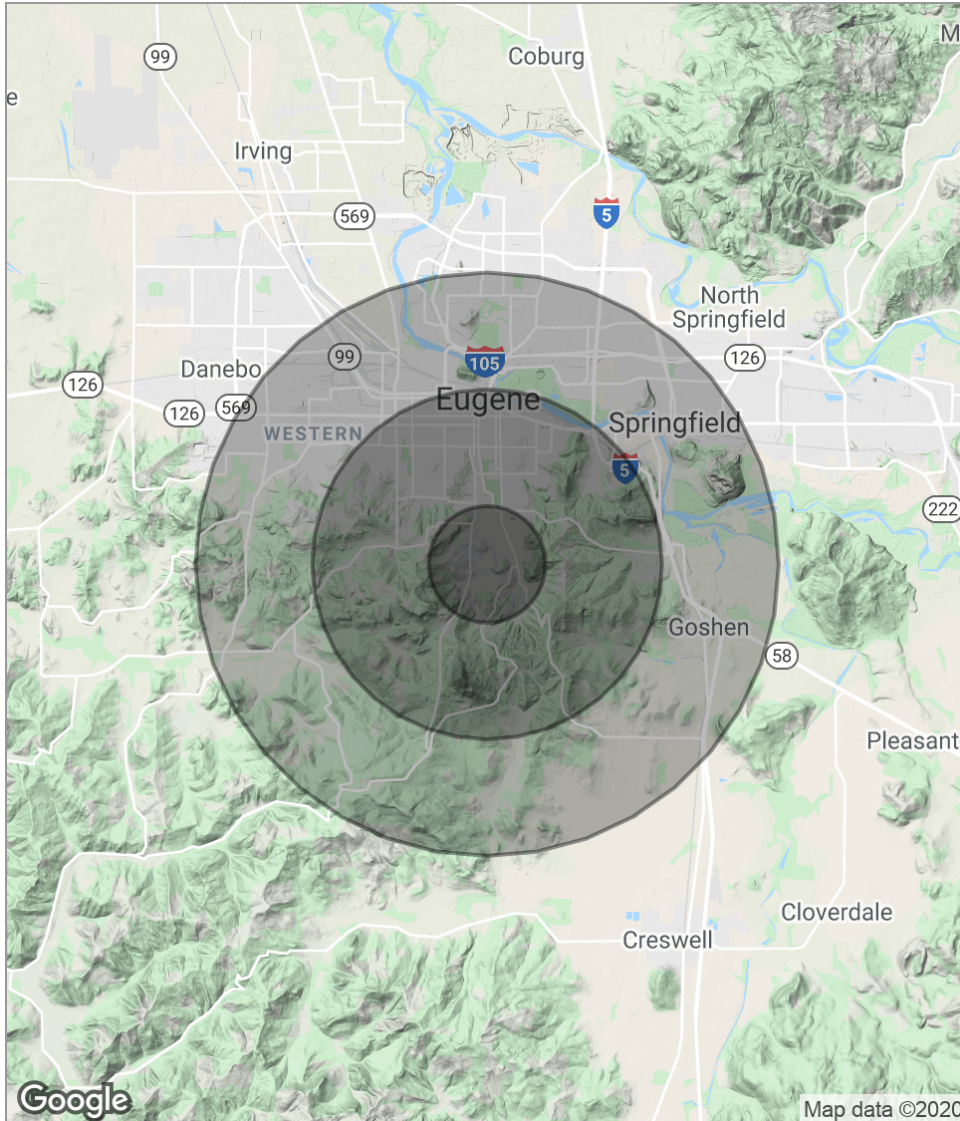 99
Coburg
M
e
Irving
569
5
North
Springfield
105
99
126
Danebo
126
126
569
Eugene
Springfield
WESTERN
5
222
Goshen
58
Pleasant
Cloverdale
Creswell
Google
Map data ©2020